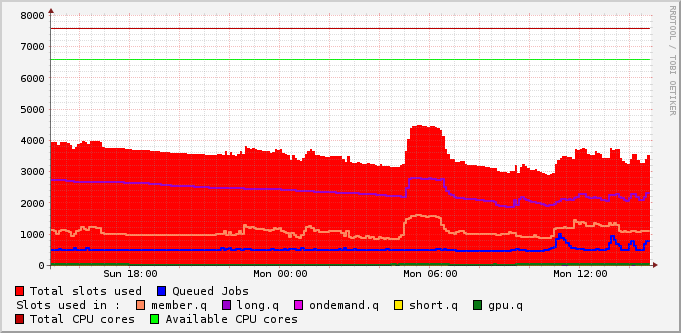 8000
7000
6000
5000
4000
3000
2000
1000
0
Sun 18:00 Mon 00:00 Mon 06:00 Mon 12:00
RRDTOOL / TOBI OETIKER
Total slots used Queued Jobs
Slots used in : member.q long.q ondemand.q short.q gpu.q
Total CPU cores Available CPU cores